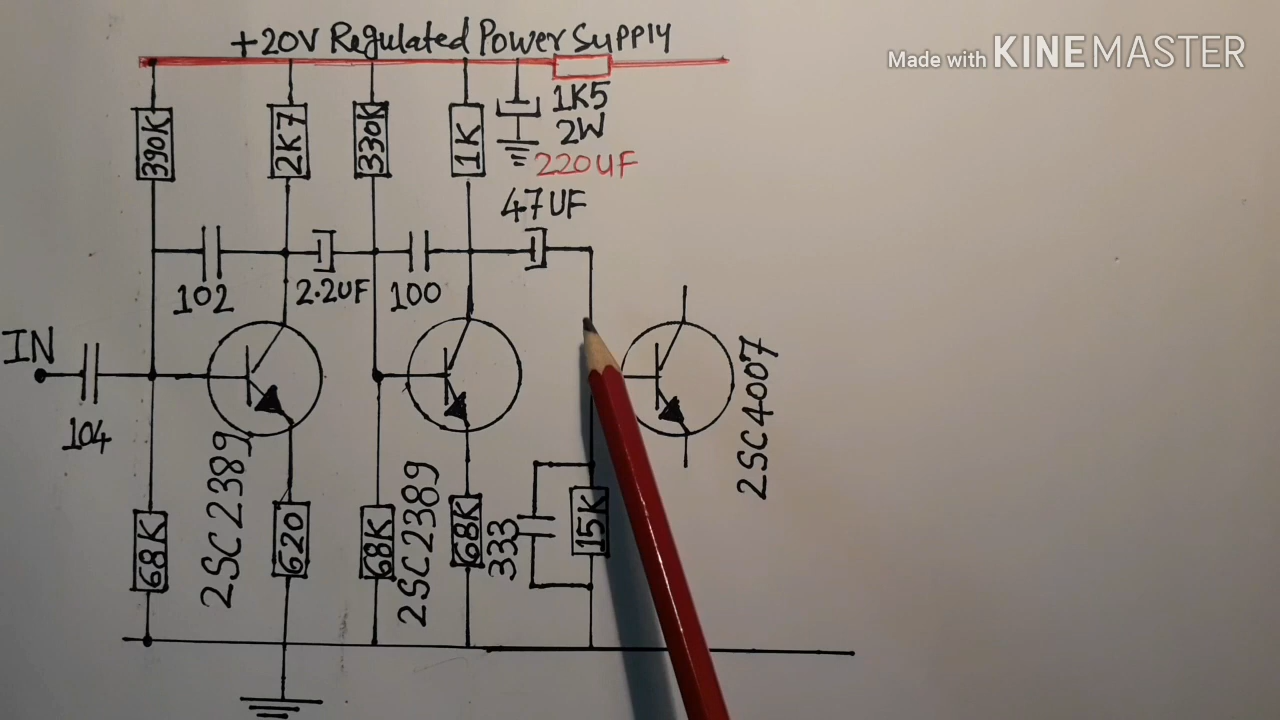 +20V Regulated Power Supply
Made with KINEMASTER
390K
2K7
330K
1K
1K5
2W
220UF
47UF
102
2.2UF
100
IN
104
2SC2389
2SC2389
2SC4007
68K
620
68K
68K
333
15K